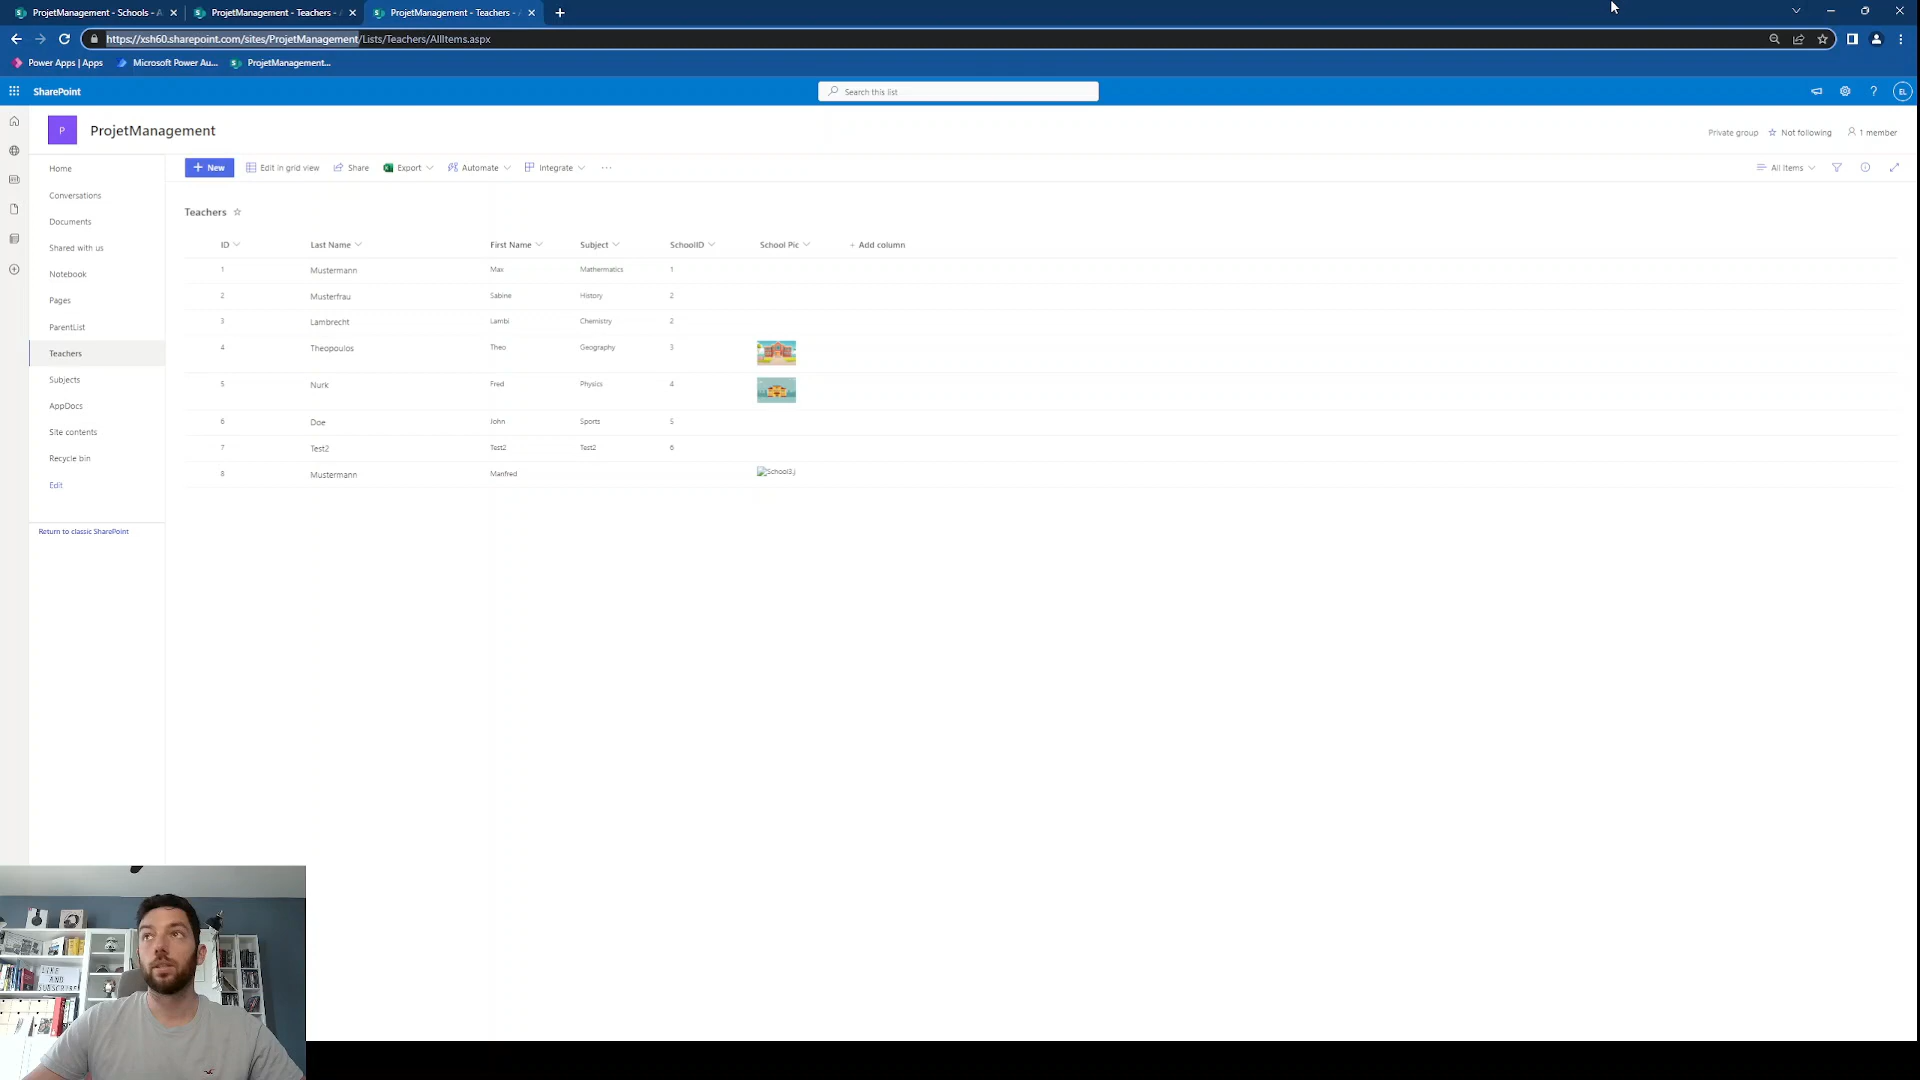 ProjetManagement - Schools - A
ProjetManagement - Teachers -
ProjetManagement - Teachers -
https://xsh60.sharepoint.com/sites/ProjetManagement/Lists/Teachers/AllItems.aspx
Power Apps | Apps
Microsoft Power Au...
ProjetManagement...
SharePoint
Search this list
EL
P
ProjetManagement
Private group
Not following
1 member
Home
Conversations
Documents
Shared with us
Notebook
Pages
ParentList
Teachers
Subjects
AppDocs
Site contents
Recycle bin
Edit
Return to classic SharePoint
+ New
Edit in grid view
Share
Export
Automate
Integrate
All Items
Teachers
ID Last Name First Name Subject SchoolID School Pic + Add column
1 Mustermann Max Mathermatics 1
2 Musterfrau Sabine History 2
3 Lambrecht Lambi Chemistry 2
4 Theopoulos Theo Geography 3
5 Nurk Fred Physics 4
6 Doe John Sports 5
7 Test2 Test2 Test2 6
8 Mustermann Manfred School3.j
LIKE
AND
SUBSCRIBE